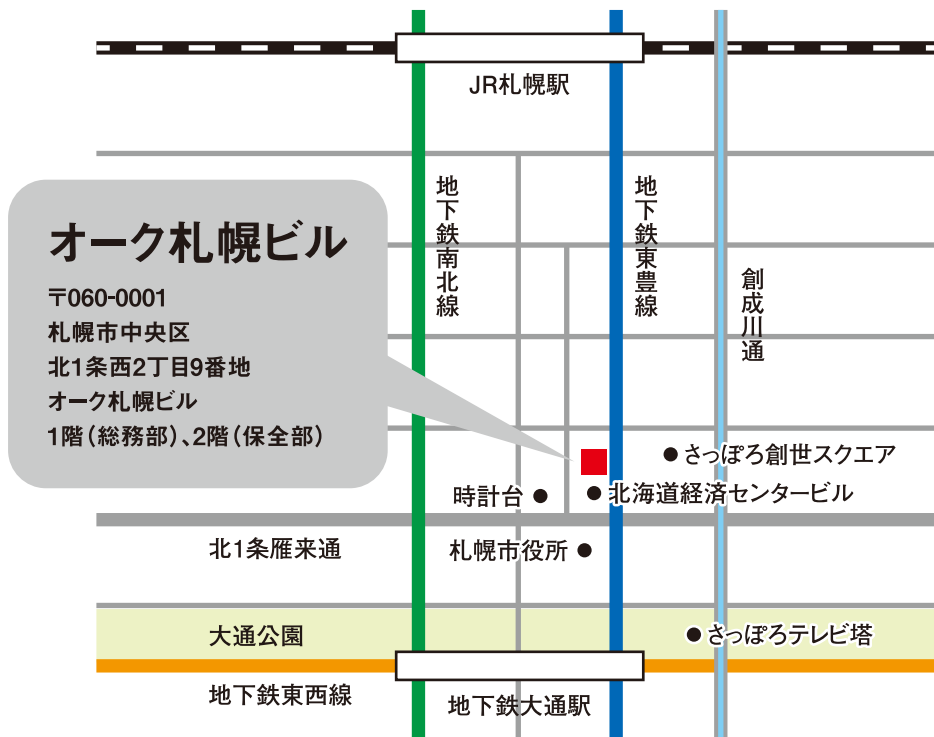 JR札幌駅
地下鉄南北線
地下鉄東豊線
創成川通
オーク札幌ビル
〒060-0001
札幌市中央区
北1条西2丁目9番地
オーク札幌ビル
1階（総務部）、2階（保全部）
さっぽろ創世スクエア
時計台
北海道経済センタービル
北1条雁来通
札幌市役所
大通公園
さっぽろテレビ塔
地下鉄東西線
地下鉄大通駅